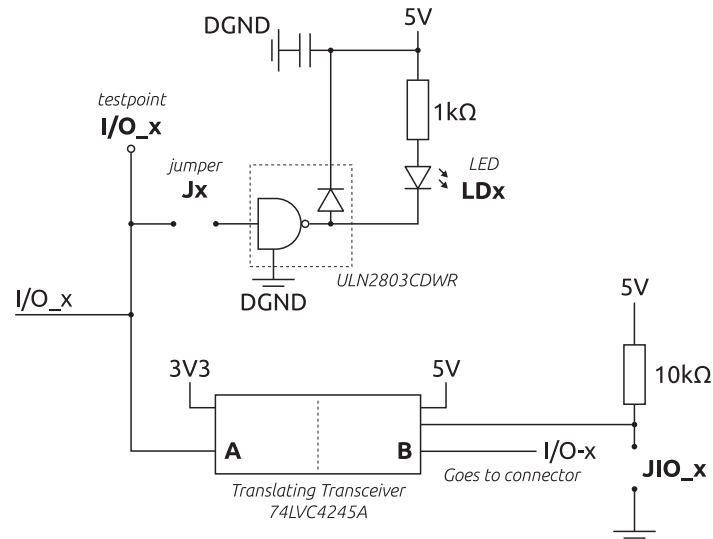 DGND
5V
testpoint
I/O_x
1kΩ
jumper
Jx
LED
LDx
ULN2803CDWR
DGND
I/O_x
5V
3V3
5V
10kΩ
A
B
I/O-x
Goes to connector
JIO_x
Translating Transceiver
74LVC4245A